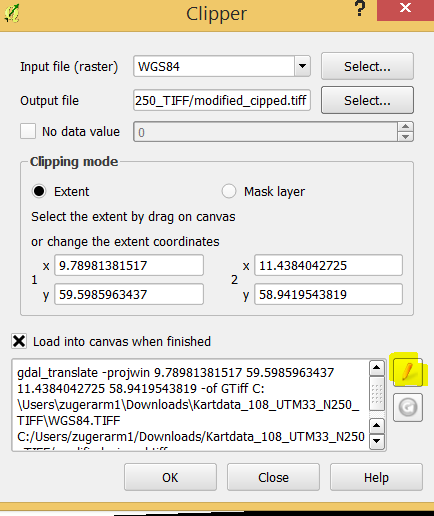 Clipper
?
Input file (raster) WGS84 Select...
Output file 250_TIFF/modified_cipped.tiff Select...
No data value 0
Clipping mode
Extent Mask layer
Select the extent by drag on canvas
or change the extent coordinates
x 9.78981381517 x 11.4384042725
1 2
y 59.5985963437 y 58.9419543819
Load into canvas when finished
gdal_translate -projwin 9.78981381517 59.5985963437
11.4384042725 58.9419543819 -of GTiff C:
\Users\zugerarm1\Downloads\Kartdata_108_UTM33_N250_
TIFF\WGS84.TIFF
C:/Users/zugerarm1/Downloads/Kartdata_108_UTM33_N250
OK Close Help